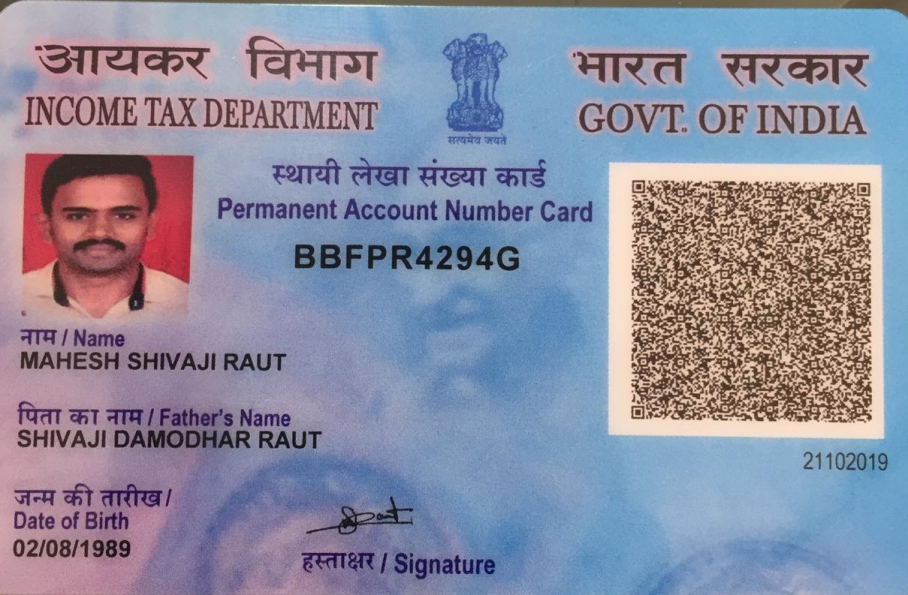 आयकर विभाग
INCOME TAX DEPARTMENT
सत्यमेव जयते
भारत सरकार
GOVT. OF INDIA
स्थायी लेखा संख्या कार्ड
Permanent Account Number Card
BBFPR4294G
नाम / Name
MAHESH SHIVAJI RAUT
पिता का नाम / Father's Name
SHIVAJI DAMODHAR RAUT
21102019
जन्म की तारीख /
Date of Birth
02/08/1989
हस्ताक्षर / Signature